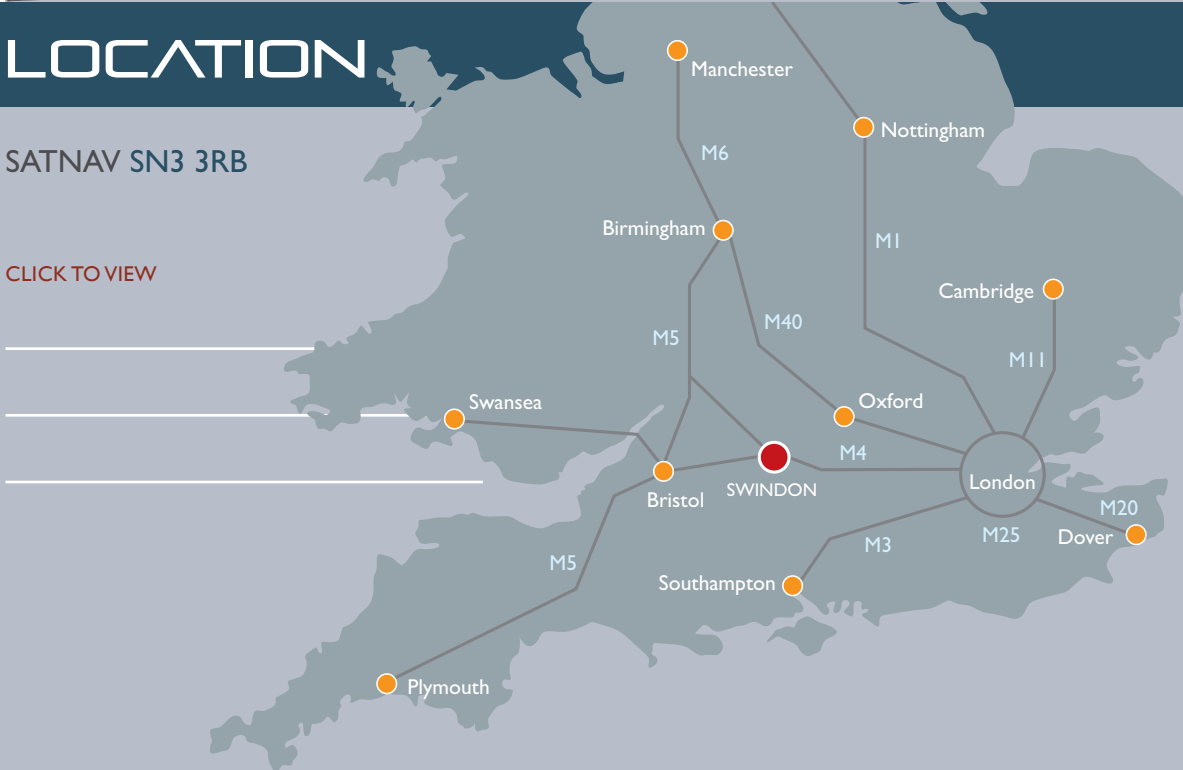 LOCATION
Manchester
Nottingham
SATNAV SN3 3RB
M6
Birmingham
M1
CLICK TO VIEW
Cambridge
M40
M5
M11
Swansea
Oxford
M4
London
SWINDON
Bristol
M20
M25
Dover
M3
M5
Southampton
Plymouth